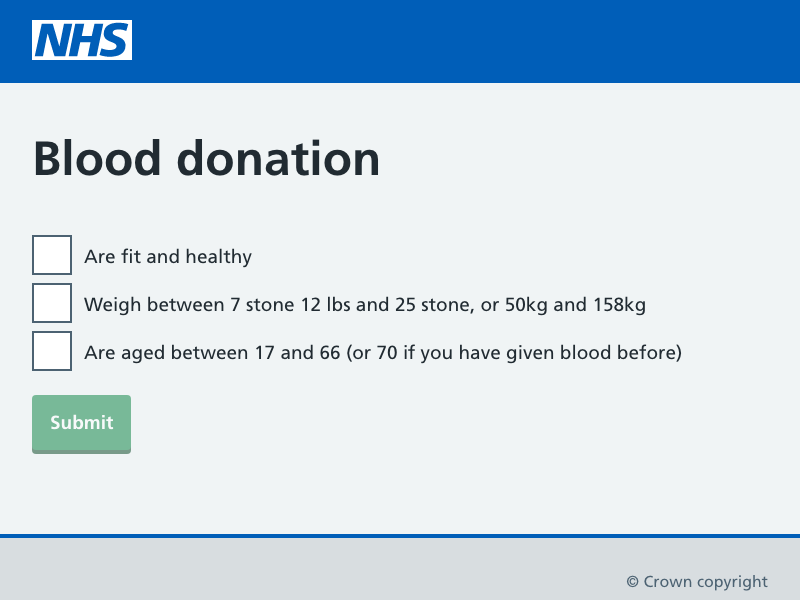 NHS
Blood donation
Are fit and healthy
Weigh between 7 stone 12 lbs and 25 stone, or 50kg and 158kg
Are aged between 17 and 66 (or 70 if you have given blood before)
Submit
© Crown copyright